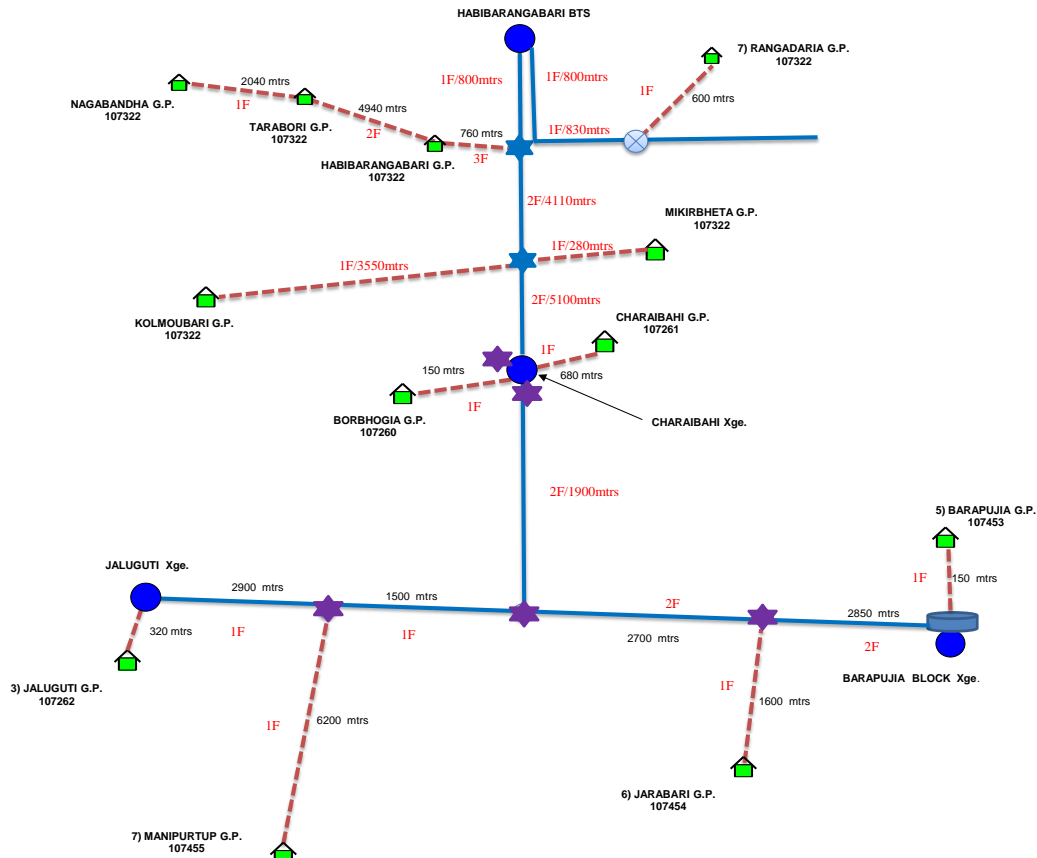 HABIBARANGABARI BTS
7) RANGADARIA G.P.
107322
1F/800mtrs
1F/800mtrs
1F
600 mtrs
2040 mtrs
NAGABANDHA G.P.
107322
1F
4940 mtrs
TARABORI G.P.
107322
2F
760 mtrs
1F/830mtrs
HABIBARANGABARI G.P.
107322
3F
2F/4110mtrs
MIKIRBHETA G.P.
107322
1F/280mtrs
1F/3550mtrs
KOLMOUBARI G.P.
107322
2F/5100mtrs
CHARAIBAHI G.P.
107261
1F
150 mtrs
680 mtrs
1F
BORBHOGIA G.P.
107260
CHARAIBAHI Xge.
2F/1900mtrs
5) BARAPUJIA G.P.
107453
JALUGUTI Xge.
1F
150 mtrs
2900 mtrs
1500 mtrs
2F
2850 mtrs
320 mtrs
1F
1F
2700 mtrs
2F
3) JALUGUTI G.P.
107262
BARAPUJIA BLOCK Xge.
1F
1600 mtrs
1F
6200 mtrs
6) JARABARI G.P.
107454
7) MANIPURTUP G.P.
107455